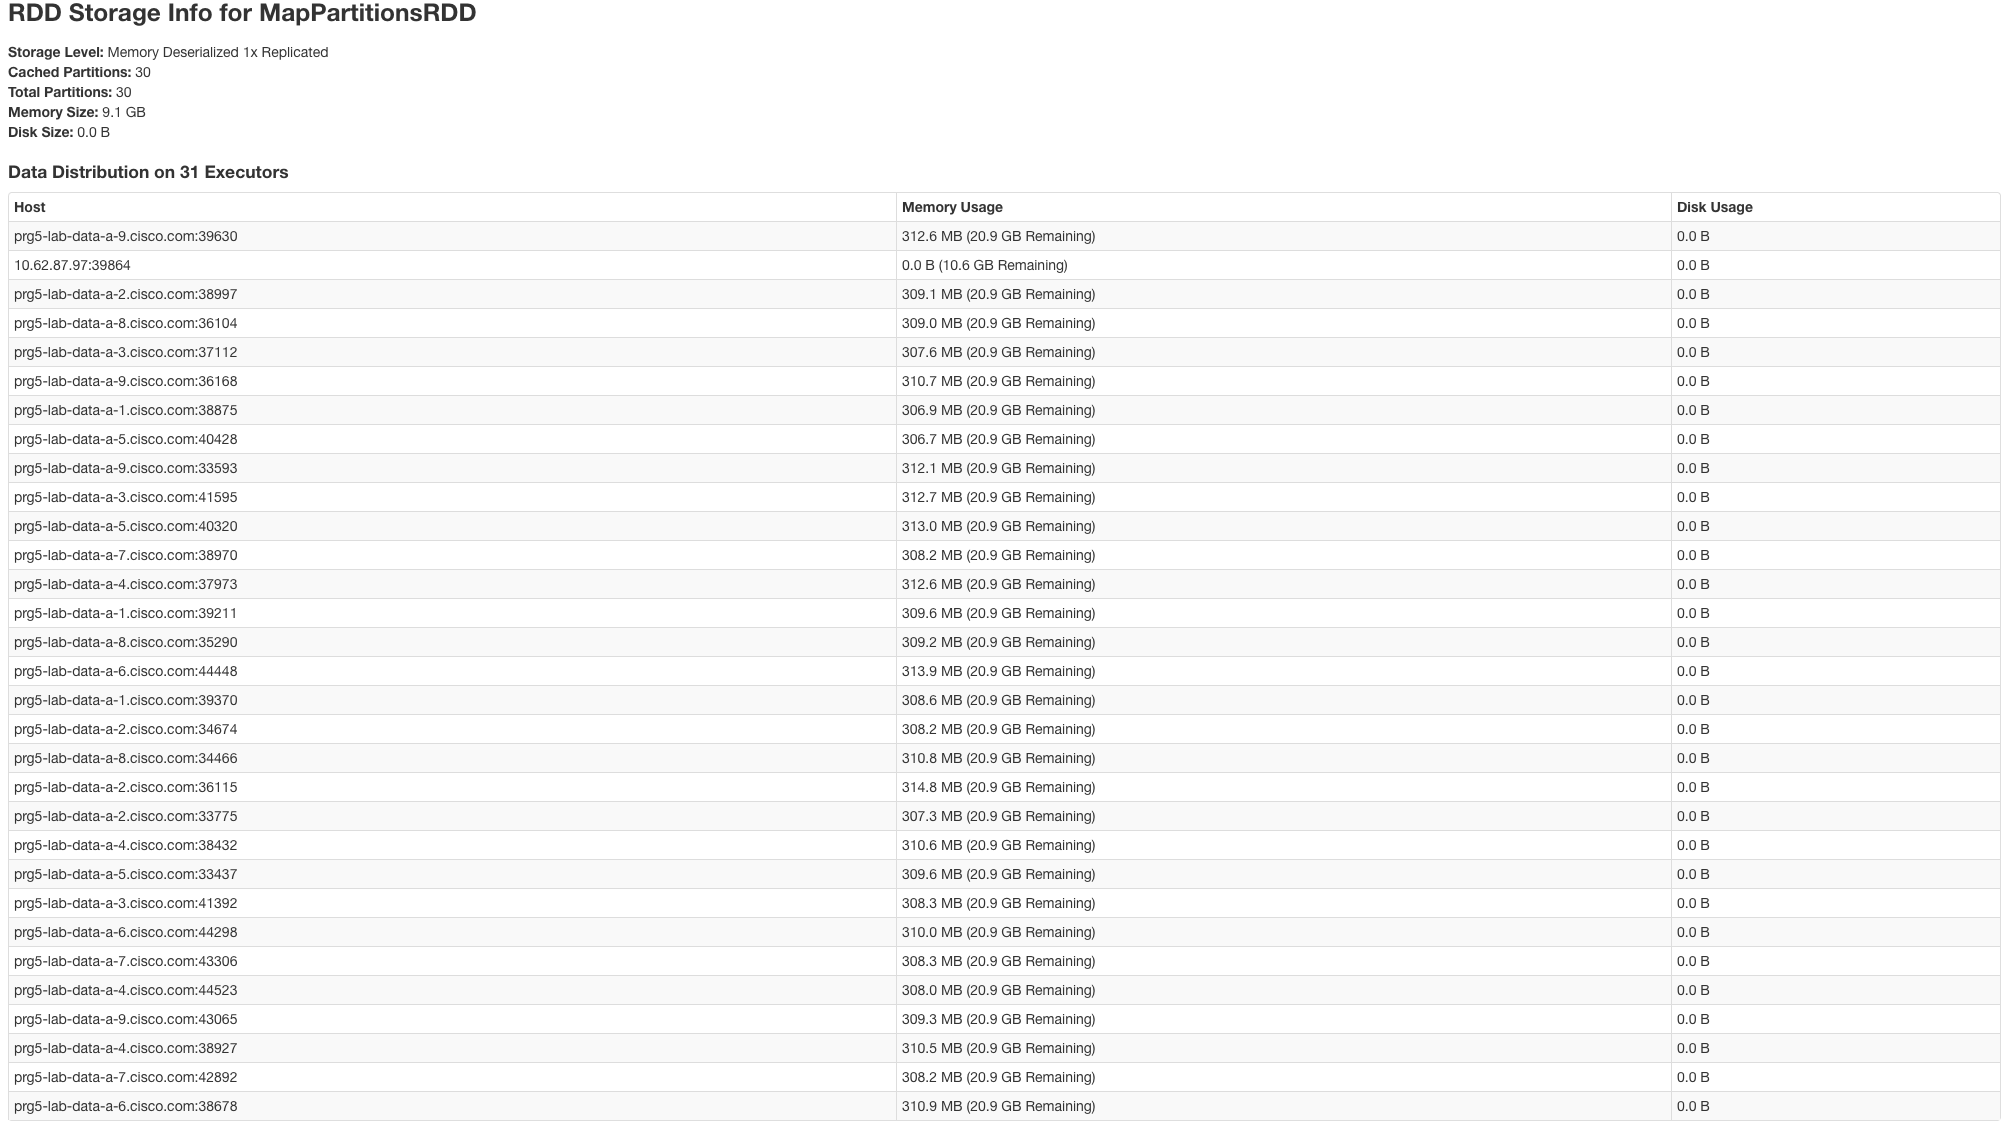 RDD Storage Info for MapPartitionsRDD
Storage Level: Memory Deserialized 1x Replicated
Cached Partitions: 30
Total Partitions: 30
Memory Size: 9.1 GB
Disk Size: 0.0 B
Data Distribution on 31 Executors
Host Memory Usage Disk Usage
prg5-lab-data-a-9.cisco.com:39630 312.6 MB (20.9 GB Remaining) 0.0 B
10.62.87.97:39864 0.0 B (10.6 GB Remaining) 0.0 B
prg5-lab-data-a-2.cisco.com:38997 309.1 MB (20.9 GB Remaining) 0.0 B
prg5-lab-data-a-8.cisco.com:36104 309.0 MB (20.9 GB Remaining) 0.0 B
prg5-lab-data-a-3.cisco.com:37112 307.6 MB (20.9 GB Remaining) 0.0 B
prg5-lab-data-a-9.cisco.com:36168 310.7 MB (20.9 GB Remaining) 0.0 B
prg5-lab-data-a-1.cisco.com:38875 306.9 MB (20.9 GB Remaining) 0.0 B
prg5-lab-data-a-5.cisco.com:40428 306.7 MB (20.9 GB Remaining) 0.0 B
prg5-lab-data-a-9.cisco.com:33593 312.1 MB (20.9 GB Remaining) 0.0 B
prg5-lab-data-a-3.cisco.com:41595 312.7 MB (20.9 GB Remaining) 0.0 B
prg5-lab-data-a-5.cisco.com:40320 313.0 MB (20.9 GB Remaining) 0.0 B
prg5-lab-data-a-7.cisco.com:38970 308.2 MB (20.9 GB Remaining) 0.0 B
prg5-lab-data-a-4.cisco.com:37973 312.6 MB (20.9 GB Remaining) 0.0 B
prg5-lab-data-a-1.cisco.com:39211 309.6 MB (20.9 GB Remaining) 0.0 B
prg5-lab-data-a-8.cisco.com:35290 309.2 MB (20.9 GB Remaining) 0.0 B
prg5-lab-data-a-6.cisco.com:44448 313.9 MB (20.9 GB Remaining) 0.0 B
prg5-lab-data-a-1.cisco.com:39370 308.6 MB (20.9 GB Remaining) 0.0 B
prg5-lab-data-a-2.cisco.com:34674 308.2 MB (20.9 GB Remaining) 0.0 B
prg5-lab-data-a-8.cisco.com:34466 310.8 MB (20.9 GB Remaining) 0.0 B
prg5-lab-data-a-2.cisco.com:36115 314.8 MB (20.9 GB Remaining) 0.0 B
prg5-lab-data-a-2.cisco.com:33775 307.3 MB (20.9 GB Remaining) 0.0 B
prg5-lab-data-a-4.cisco.com:38432 310.6 MB (20.9 GB Remaining) 0.0 B
prg5-lab-data-a-5.cisco.com:33437 309.6 MB (20.9 GB Remaining) 0.0 B
prg5-lab-data-a-3.cisco.com:41392 308.3 MB (20.9 GB Remaining) 0.0 B
prg5-lab-data-a-6.cisco.com:44298 310.0 MB (20.9 GB Remaining) 0.0 B
prg5-lab-data-a-7.cisco.com:43306 308.3 MB (20.9 GB Remaining) 0.0 B
prg5-lab-data-a-4.cisco.com:44523 308.0 MB (20.9 GB Remaining) 0.0 B
prg5-lab-data-a-9.cisco.com:43065 309.3 MB (20.9 GB Remaining) 0.0 B
prg5-lab-data-a-4.cisco.com:38927 310.5 MB (20.9 GB Remaining) 0.0 B
prg5-lab-data-a-7.cisco.com:42892 308.2 MB (20.9 GB Remaining) 0.0 B
prg5-lab-data-a-6.cisco.com:38678 310.9 MB (20.9 GB Remaining) 0.0 B